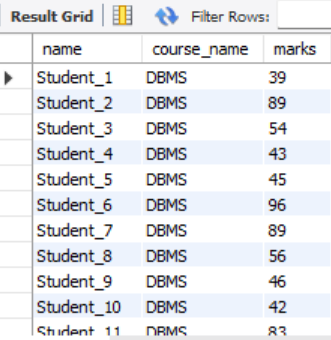 Result Grid Filter Rows:
name course_name marks
Student_1 DBMS 39
Student_2 DBMS 89
Student_3 DBMS 54
Student_4 DBMS 43
Student_5 DBMS 45
Student_6 DBMS 96
Student_7 DBMS 89
Student_8 DBMS 56
Student_9 DBMS 46
Student_10 DBMS 42
Student_11 DBMS 83